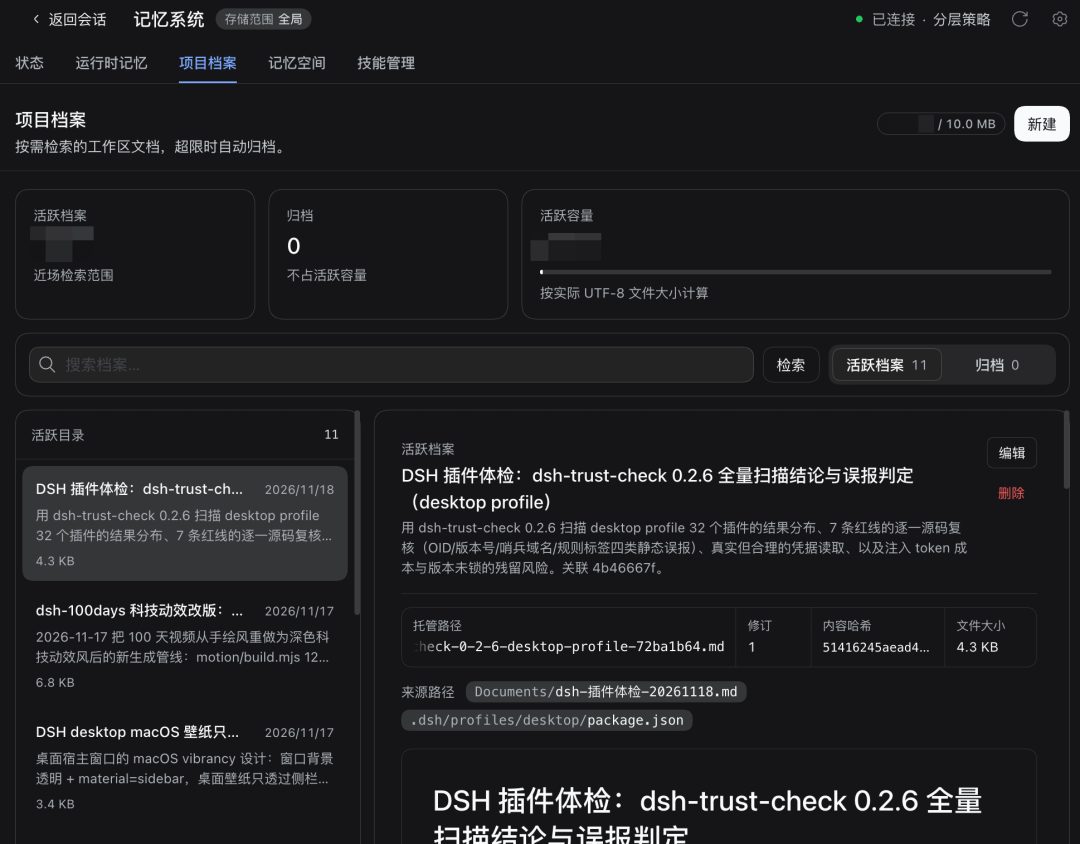 返回会话 记忆系统 存储范围 全局 已连接 · 分层策略
状态 运行时记忆 项目档案 记忆空间 技能管理
项目档案
按需检索的工作区文档，超限时自动归档。
/ 10.0 MB 新建
活跃档案
近场检索范围
归档
0
不占活跃容量
活跃容量
按实际 UTF-8 文件大小计算
搜索档案... 检索 活跃档案 11 归档 0
活跃目录 11
DSH 插件体检：dsh-trust-ch... 2026/11/18
用 dsh-trust-check 0.2.6 扫描 desktop profile
32 个插件的结果分布、7 条红线的逐一源码复核...
4.3 KB
dsh-100days 科技动效改版：... 2026/11/17
2026-11-17 把 100 天视频从手绘风重做为深色科
技动效风后的新生成管线：motion/build.mjs 12...
6.8 KB
DSH desktop macOS 壁纸只... 2026/11/17
桌面宿主窗口的 macOS vibrancy 设计：窗口背景
透明 + material=sidebar，桌面壁纸只透过侧栏...
3.4 KB
活跃档案
编辑
DSH 插件体检：dsh-trust-check 0.2.6 全量扫描结论与误报判定
（desktop profile）
删除
用 dsh-trust-check 0.2.6 扫描 desktop profile 32 个插件的结果分布、7 条红线的逐一源码复
核（OID/版本号/哨兵域名/规则标签四类静态误报）、真实但合理的凭据读取、以及注入 token 成
本与版本未锁的残留风险。关联 4b46667f。
托管路径
heck-0-2-6-desktop-profile-72ba1b64.md
修订
1
内容哈希
51416245aead4...
文件大小
4.3 KB
来源路径 Documents/dsh-插件体检-20261118.md
.dsh/profiles/desktop/package.json
DSH 插件体检：dsh-trust-check 0.2.6 全量
扫描结论与误报判定